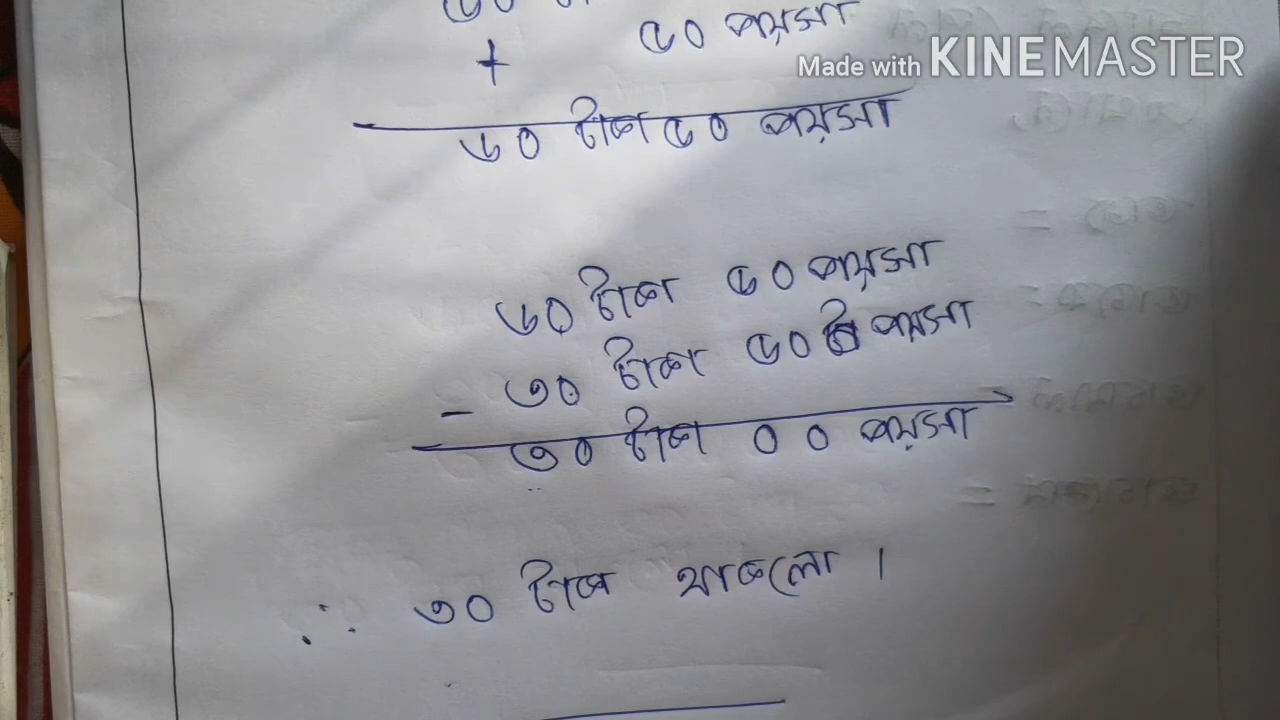 ৫০ পয়সা
Made with KINEMASTER
+
৬০ টাকা ৫০ পয়সা
৬০ টাকা ৫০ পয়সা
- ৩০ টাকা ৫০ পয়সা
৩০ টাকা ০০ পয়সা
∴ ৩০ টাকা থাকলো ।